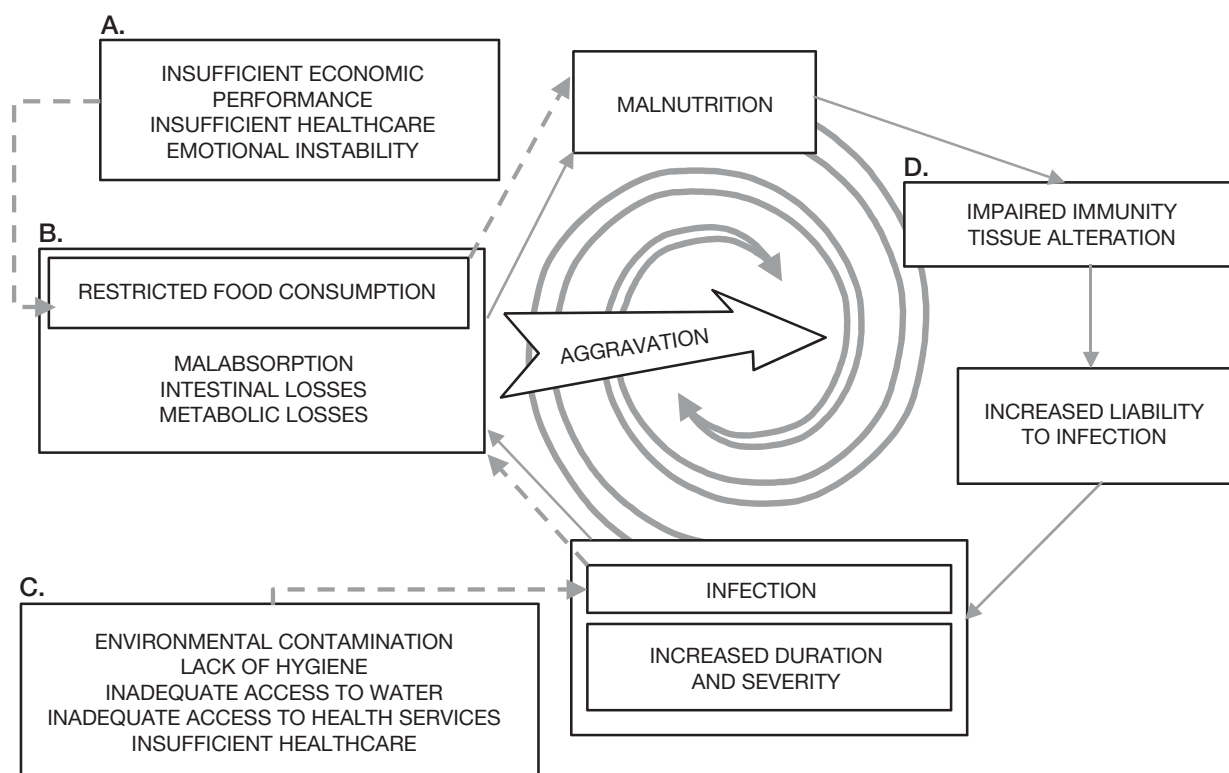 A.
INSUFFICIENT ECONOMIC
PERFORMANCE
INSUFFICIENT HEALTHCARE
EMOTIONAL INSTABILITY
MALNUTRITION
B.
RESTRICTED FOOD CONSUMPTION
MALABSORPTION
INTESTINAL LOSSES
METABOLIC LOSSES
AGGRAVATION
D.
IMPAIRED IMMUNITY
TISSUE ALTERATION
INCREASED LIABILITY
TO INFECTION
C.
ENVIRONMENTAL CONTAMINATION
LACK OF HYGIENE
INADEQUATE ACCESS TO WATER
INADEQUATE ACCESS TO HEALTH SERVICES
INSUFFICIENT HEALTHCARE
INFECTION
INCREASED DURATION
AND SEVERITY